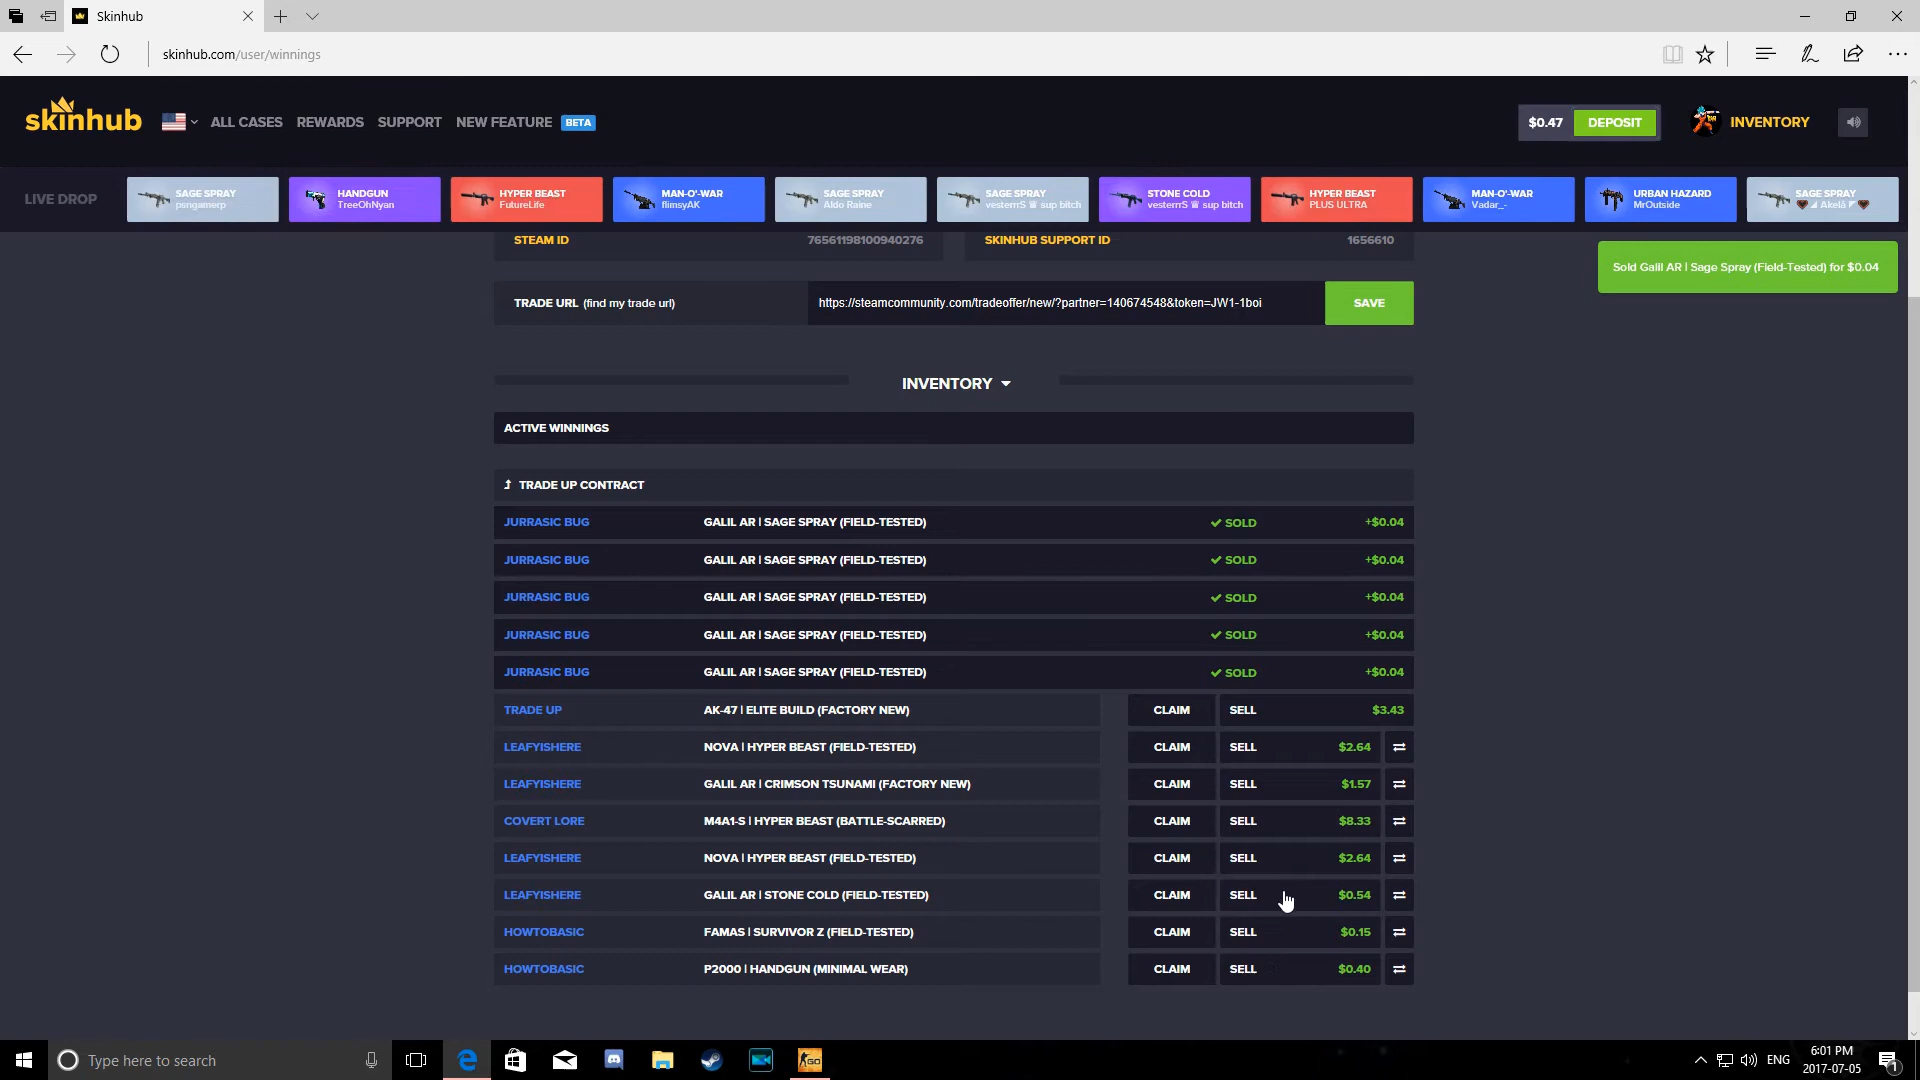 Skinhub
skinhub.com/user/winnings
skinhub ALL CASES REWARDS SUPPORT NEW FEATURE BETA $0.47 DEPOSIT INVENTORY
LIVE DROP
SAGE SPRAY
psngamerp
HANDGUN
TreeOhNyan
HYPER BEAST
FutureLife
MAN-O'-WAR
flimsyAK
SAGE SPRAY
Aldo Raine
SAGE SPRAY
vesterrrS ♛ sup bitch
STONE COLD
vesterrrS ♛ sup bitch
HYPER BEAST
PLUS ULTRA
MAN-O'-WAR
Vadar_-
URBAN HAZARD
MrOutside
SAGE SPRAY
Akelâ
STEAM ID 76561198100940276 SKINHUB SUPPORT ID 1656610
Sold Galil AR | Sage Spray (Field-Tested) for $0.04
TRADE URL (find my trade url) https://steamcommunity.com/tradeoffer/new/?partner=140674548&token=JW1-1boi SAVE
INVENTORY
ACTIVE WINNINGS
TRADE UP CONTRACT
JURRASIC BUG GALIL AR | SAGE SPRAY (FIELD-TESTED) ✓ SOLD +$0.04
JURRASIC BUG GALIL AR | SAGE SPRAY (FIELD-TESTED) ✓ SOLD +$0.04
JURRASIC BUG GALIL AR | SAGE SPRAY (FIELD-TESTED) ✓ SOLD +$0.04
JURRASIC BUG GALIL AR | SAGE SPRAY (FIELD-TESTED) ✓ SOLD +$0.04
JURRASIC BUG GALIL AR | SAGE SPRAY (FIELD-TESTED) ✓ SOLD +$0.04
TRADE UP AK-47 | ELITE BUILD (FACTORY NEW) CLAIM SELL $3.43
LEAFYISHERE NOVA | HYPER BEAST (FIELD-TESTED) CLAIM SELL $2.64
LEAFYISHERE GALIL AR | CRIMSON TSUNAMI (FACTORY NEW) CLAIM SELL $1.57
COVERT LORE M4A1-S | HYPER BEAST (BATTLE-SCARRED) CLAIM SELL $8.33
LEAFYISHERE NOVA | HYPER BEAST (FIELD-TESTED) CLAIM SELL $2.64
LEAFYISHERE GALIL AR | STONE COLD (FIELD-TESTED) CLAIM SELL $0.54
HOWTOBASIC FAMAS | SURVIVOR Z (FIELD-TESTED) CLAIM SELL $0.15
HOWTOBASIC P2000 | HANDGUN (MINIMAL WEAR) CLAIM SELL $0.40
Type here to search
GO
ENG
6:01 PM
2017-07-05
1